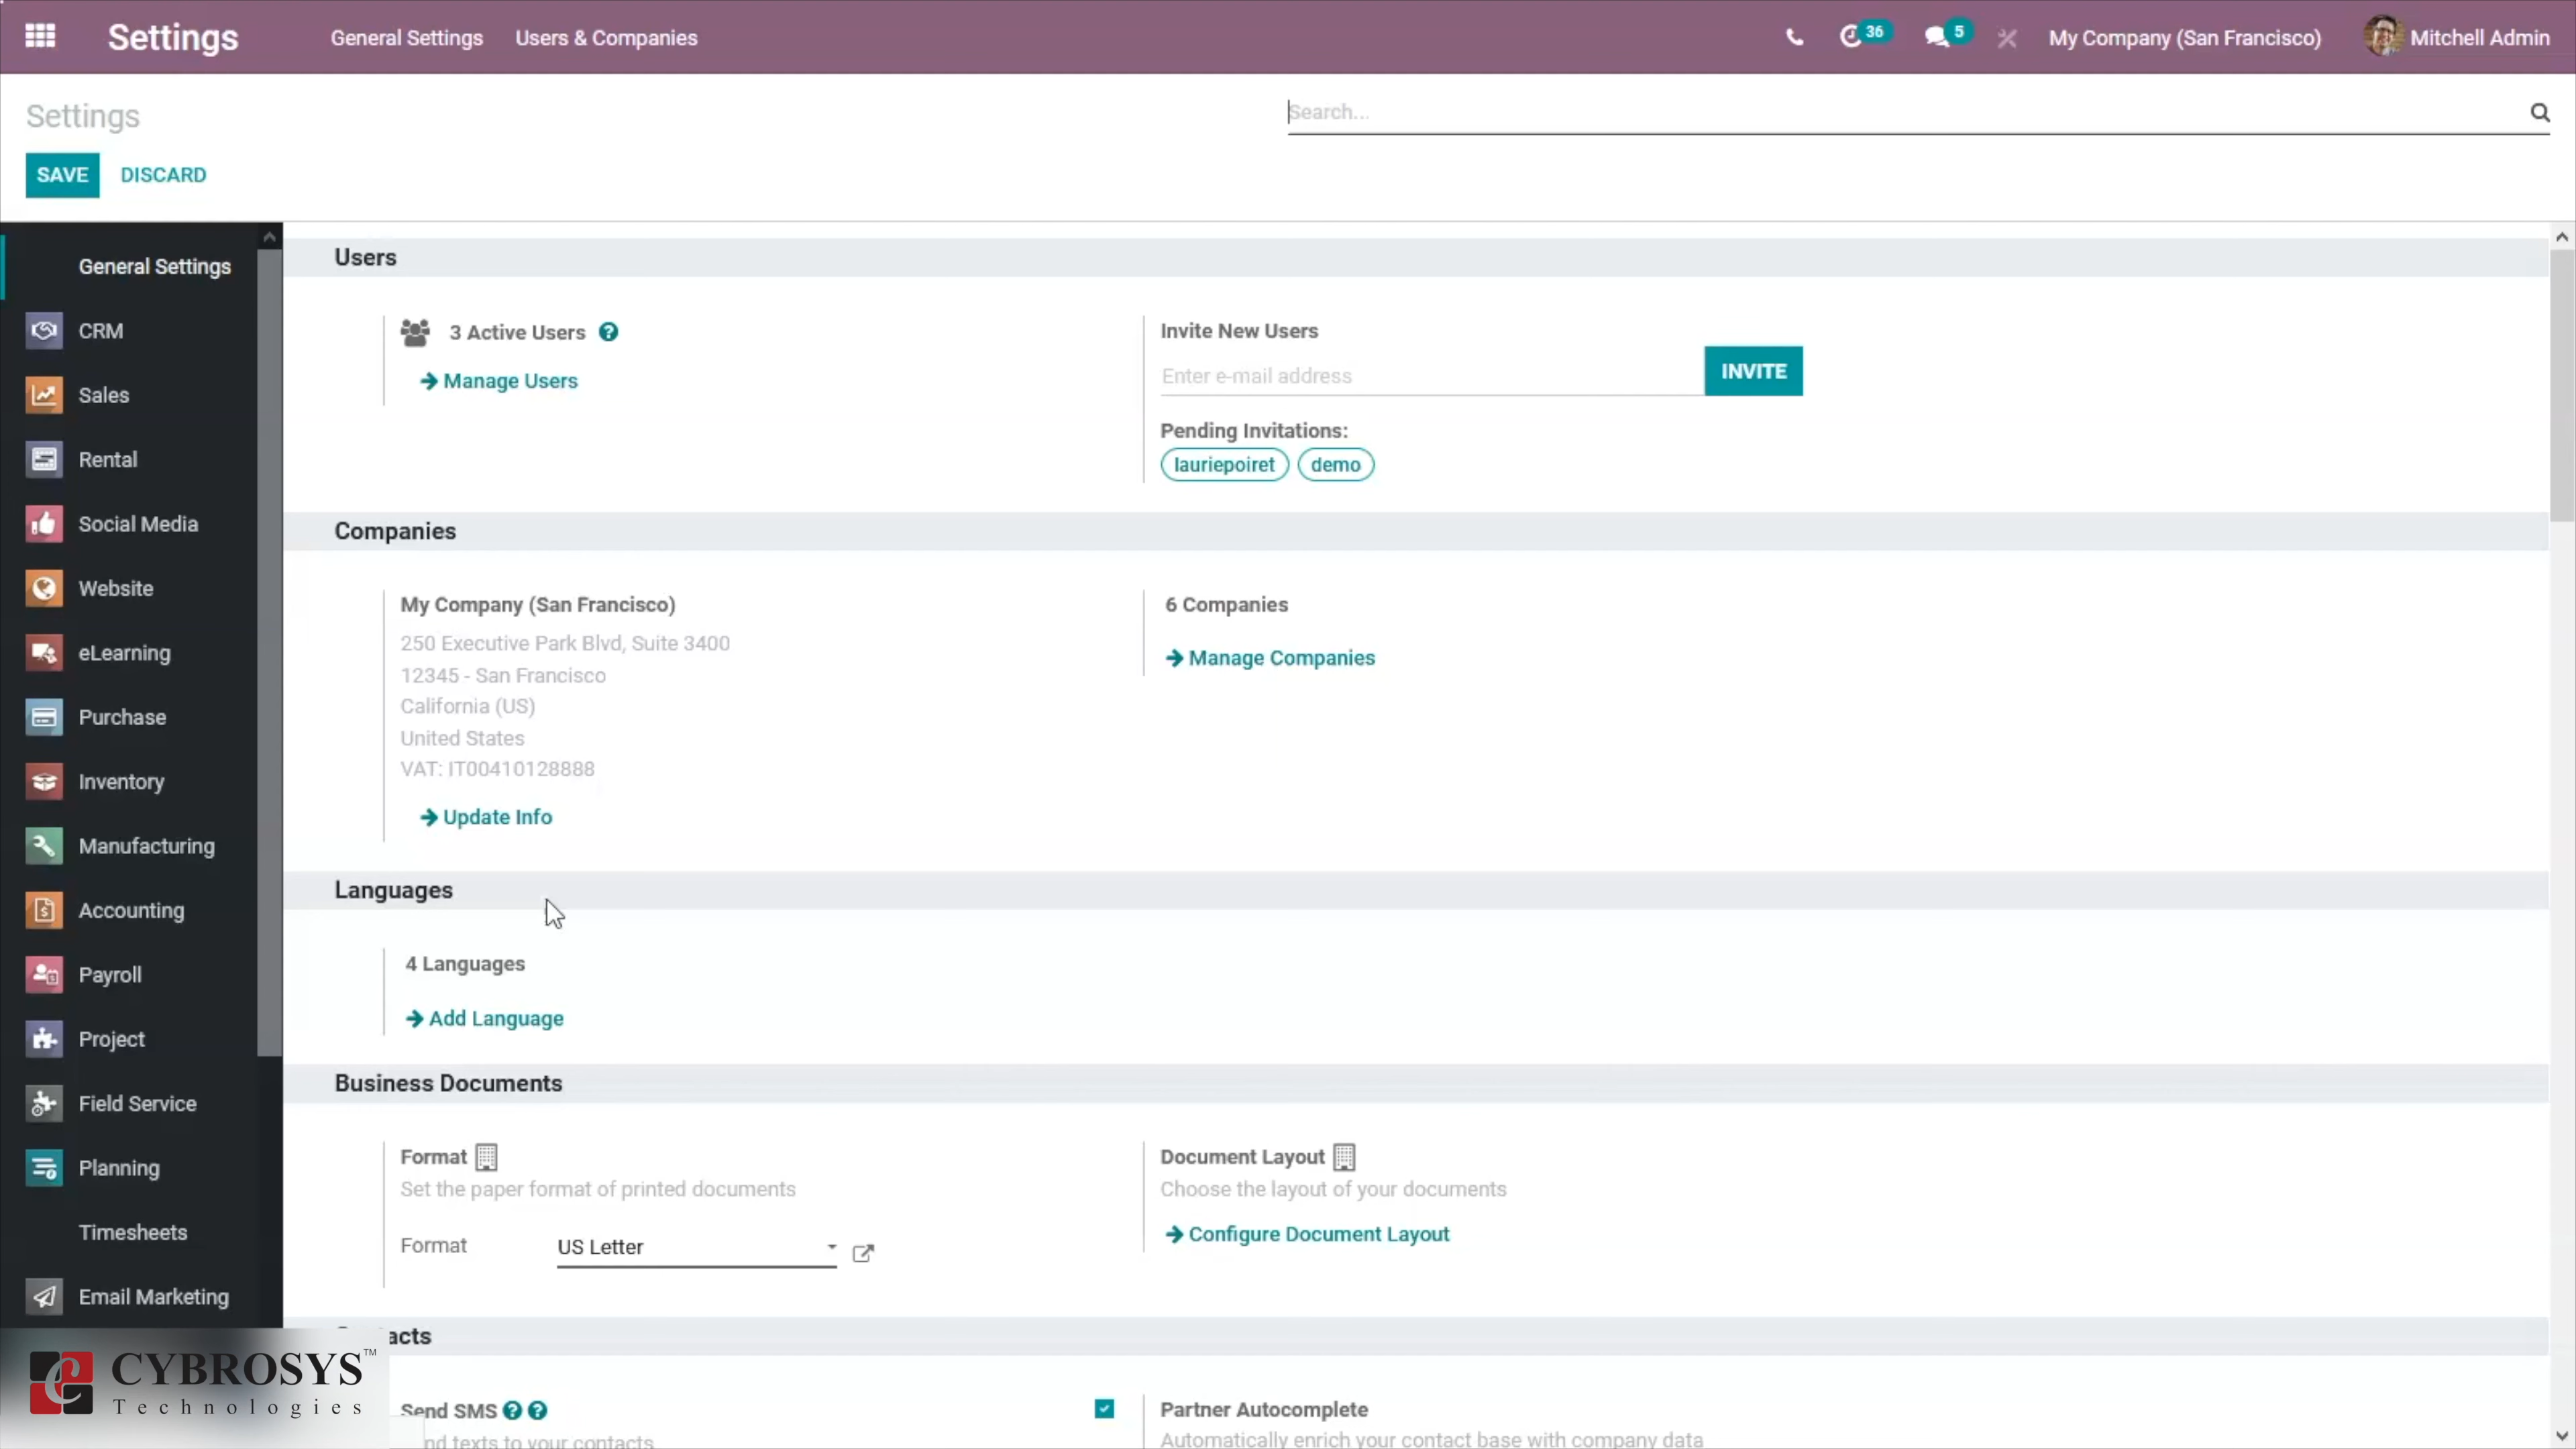 Settings
General Settings
Users & Companies
36
5
My Company (San Francisco)
Mitchell Admin
Settings
Search...
SAVE
DISCARD
General Settings
CRM
Sales
Rental
Social Media
Website
eLearning
Purchase
Inventory
Manufacturing
Accounting
Payroll
Project
Field Service
Planning
Timesheets
Email Marketing
Users
3 Active Users
Manage Users
Invite New Users
Enter e-mail address
INVITE
Pending Invitations:
lauriepoiret
demo
Companies
My Company (San Francisco)
250 Executive Park Blvd, Suite 3400
12345 - San Francisco
California (US)
United States
VAT: IT00410128888
Update Info
6 Companies
Manage Companies
Languages
4 Languages
Add Language
Business Documents
Format
Set the paper format of printed documents
Format
US Letter
Document Layout
Choose the layout of your documents
Configure Document Layout
acts
Send SMS
nd texts to your contacts
Partner Autocomplete
Automatically enrich your contact base with company data
CYBROSYS™
Technologies